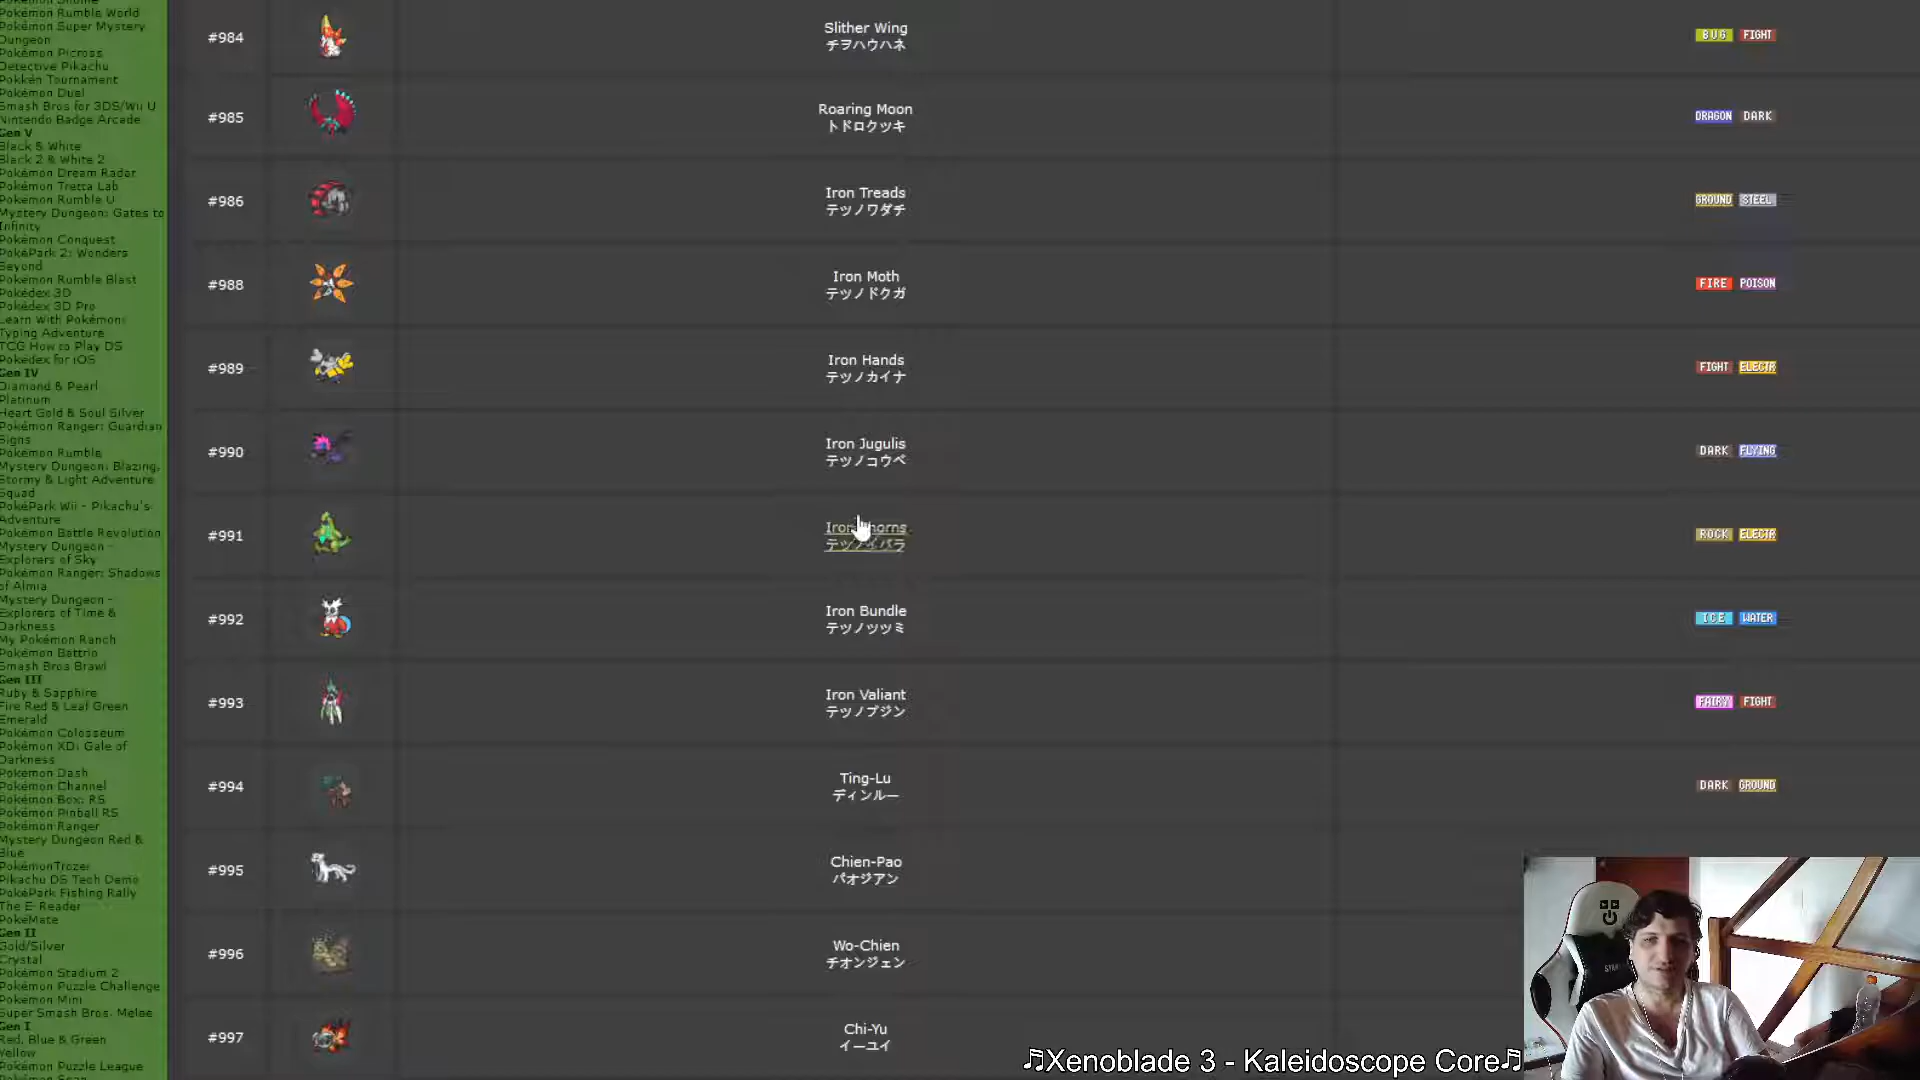 Pokémon Rumble World
Pokémon Super Mystery
Dungeon
Pokémon Picross
Detective Pikachu
Pokkén Tournament
Pokémon Duel
Smash Bros for 3DS/Wii U
Nintendo Badge Arcade
Gen V
Black & White
Black 2 & White 2
Pokémon Dream Radar
Pokémon Tretta Lab
Pokémon Rumble U
Mystery Dungeon: Gates to
Infinity
Pokémon Conquest
PokéPark 2: Wonders
Beyond
Pokémon Rumble Blast
Pokédex 3D
Pokédex 3D Pro
Learn With Pokémon:
Typing Adventure
TCG How to Play DS
Pokédex for iOS
Gen IV
Diamond & Pearl
Platinum
Heart Gold & Soul Silver
Pokémon Ranger: Guardian
Signs
Pokémon Rumble
Mystery Dungeon: Blazing,
Stormy & Light Adventure
Squad
PokéPark Wii - Pikachu's
Adventure
Pokémon Battle Revolution
Mystery Dungeon -
Explorers of Sky
Pokémon Ranger: Shadows
of Almia
Mystery Dungeon -
Explorers of Time &
Darkness
My Pokémon Ranch
Pokémon Battrio
Smash Bros Brawl
Gen III
Ruby & Sapphire
Fire Red & Leaf Green
Emerald
Pokémon Colosseum
Pokémon XD: Gale of
Darkness
Pokémon Dash
Pokémon Channel
Pokémon Box: RS
Pokémon Pinball RS
Pokémon Ranger
Mystery Dungeon Red &
Blue
PokémonTrozei
Pikachu DS Tech Demo
PokéPark Fishing Rally
The E-Reader
PokéMate
Gen II
Gold/Silver
Crystal
Pokémon Stadium 2
Pokémon Puzzle Challenge
Pokémon Mini
Super Smash Bros. Melee
Gen I
Red, Blue & Green
Yellow
Pokémon Puzzle League
#984
Slither Wing
チヲハウハネ
BUG FIGHT
#985
Roaring Moon
トドロクツキ
DRAGON DARK
#986
Iron Treads
テツノワダチ
GROUND STEEL
#988
Iron Moth
テツノドクガ
FIRE POISON
#989
Iron Hands
テツノカイナ
FIGHT ELECTR
#990
Iron Jugulis
テツノコウベ
DARK FLYING
#991
Iron Thorns
テツノイバラ
ROCK ELECTR
#992
Iron Bundle
テツノツツミ
ICE WATER
#993
Iron Valiant
テツノブジン
FAIRY FIGHT
#994
Ting-Lu
ディンルー
DARK GROUND
#995
Chien-Pao
パオジアン
#996
Wo-Chien
チオンジェン
#997
Chi-Yu
イーユイ
♫Xenoblade 3 - Kaleidoscope Core♫